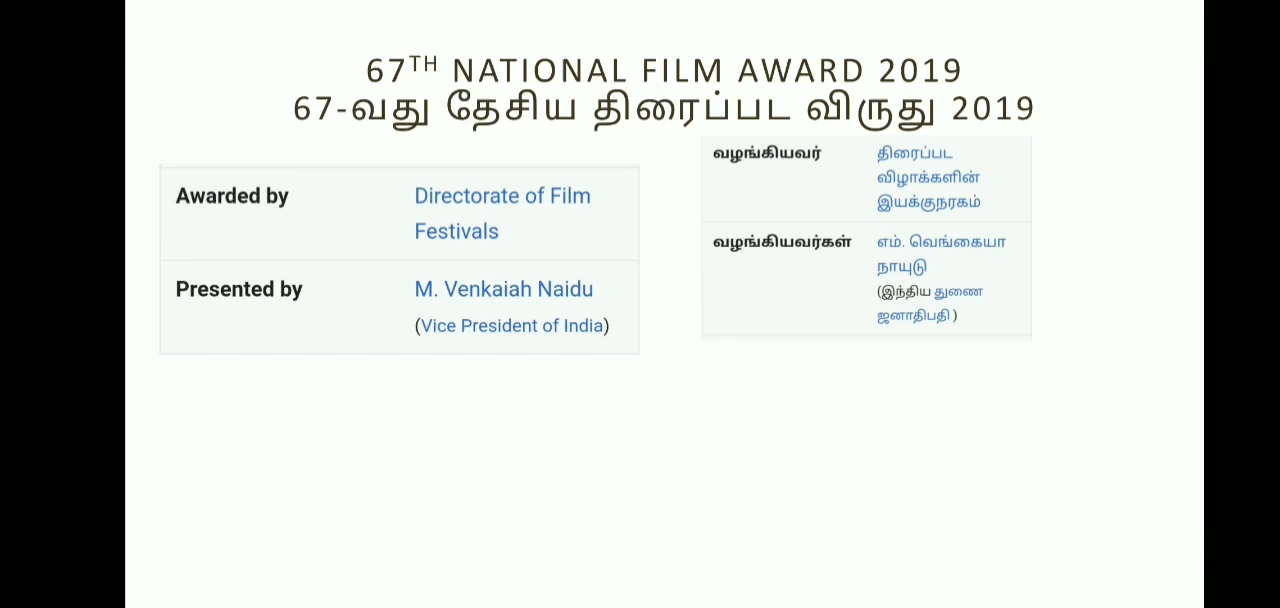 67TH NATIONAL FILM AWARD 2019
67-வது தேசிய திரைப்பட விருது 2019
Awarded by Directorate of Film
Festivals
Presented by M. Venkaiah Naidu
(Vice President of India)
வழங்கியவர் திரைப்பட
விழாக்களின்
இயக்குநரகம்
வழங்கியவர்கள் எம். வெங்கையா
நாயுடு
(இந்திய துணை
ஜனாதிபதி )